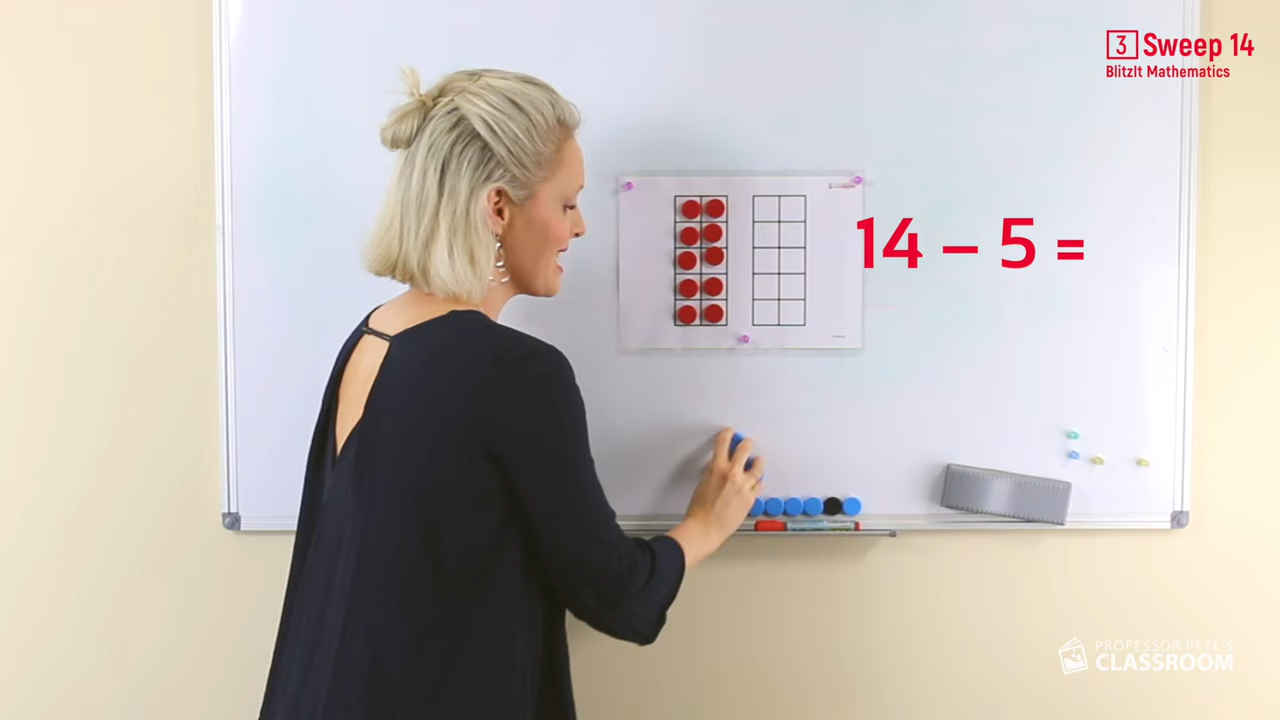 3 Sweep 14
BlitzIt Mathematics
14 – 5 =
PROFESSOR PETE'S
CLASSROOM